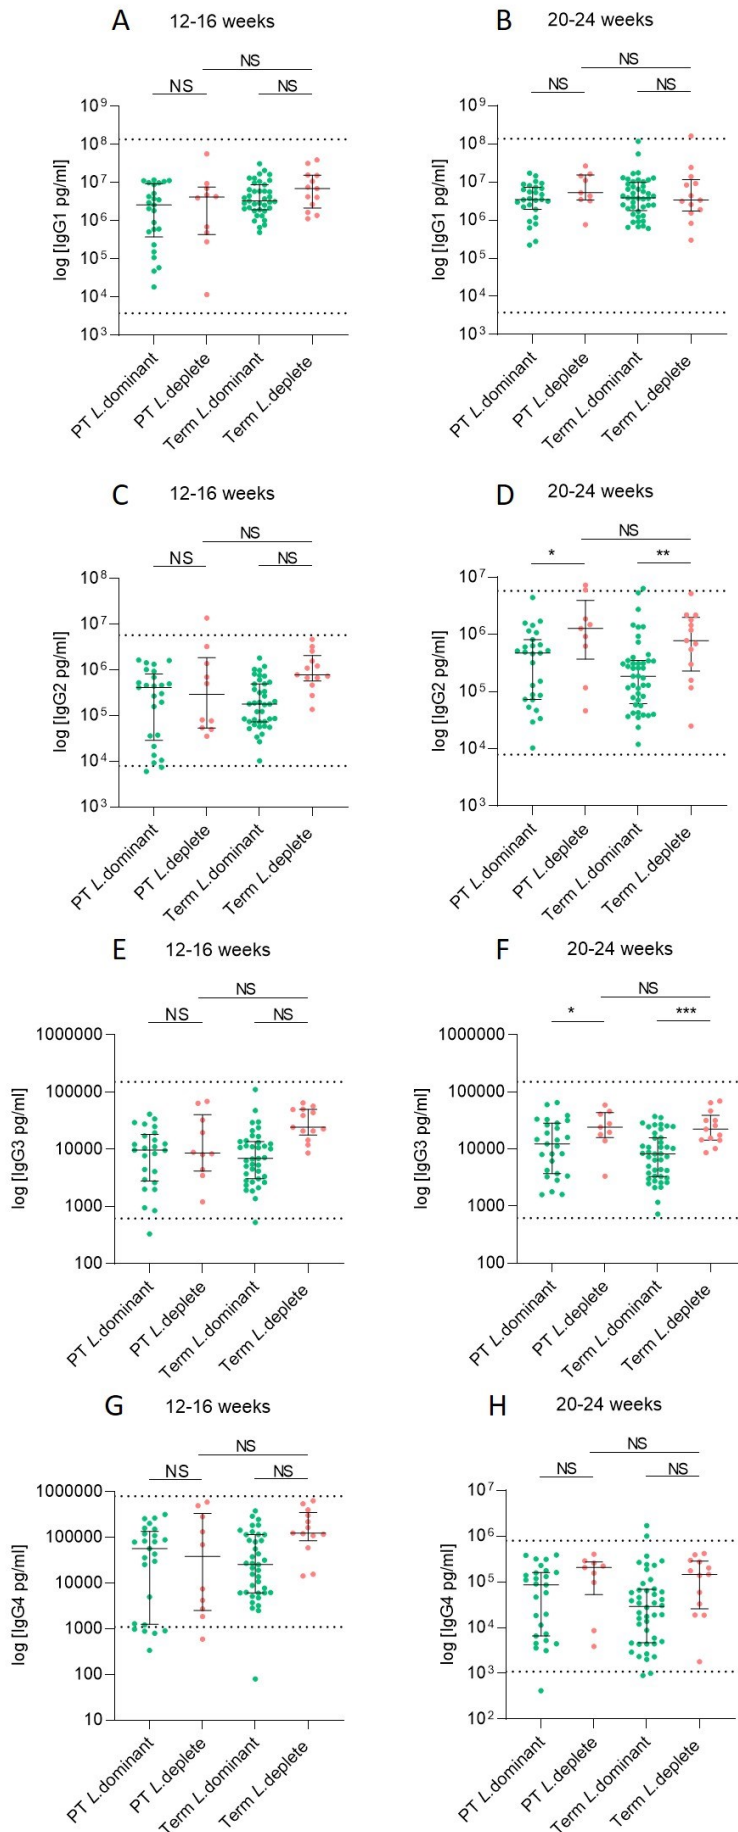 A 12-16 weeks
NS
NS NS
10⁹
10⁸
10⁷
10⁶
10⁵
10⁴
10³
log [IgG1 pg/ml]
PT L.dominant
PT L.deplete
Term L.dominant
Term L.deplete
B 20-24 weeks
NS
NS NS
10⁹
10⁸
10⁷
10⁶
10⁵
10⁴
10³
log [IgG1 pg/ml]
PT L.dominant
PT L.deplete
Term L.dominant
Term L.deplete
C 12-16 weeks
NS
NS NS
10⁸
10⁷
10⁶
10⁵
10⁴
10³
log [IgG2 pg/ml]
PT L.dominant
PT L.deplete
Term L.dominant
Term L.deplete
D 20-24 weeks
NS
* **
10⁷
10⁶
10⁵
10⁴
10³
log [IgG2 pg/ml]
PT L.dominant
PT L.deplete
Term L.dominant
Term L.deplete
E 12-16 weeks
NS
NS NS
1000000
100000
10000
1000
100
log [IgG3 pg/ml]
PT L.dominant
PT L.deplete
Term L.dominant
Term L.deplete
F 20-24 weeks
NS
* ***
1000000
100000
10000
1000
100
log [IgG3 pg/ml]
PT L.dominant
PT L.deplete
Term L.dominant
Term L.deplete
G 12-16 weeks
NS
NS NS
1000000
100000
10000
1000
100
10
log [IgG4 pg/ml]
PT L.dominant
PT L.deplete
Term L.dominant
Term L.deplete
H 20-24 weeks
NS
NS NS
10⁷
10⁶
10⁵
10⁴
10³
10²
log [IgG4 pg/ml]
PT L.dominant
PT L.deplete
Term L.dominant
Term L.deplete